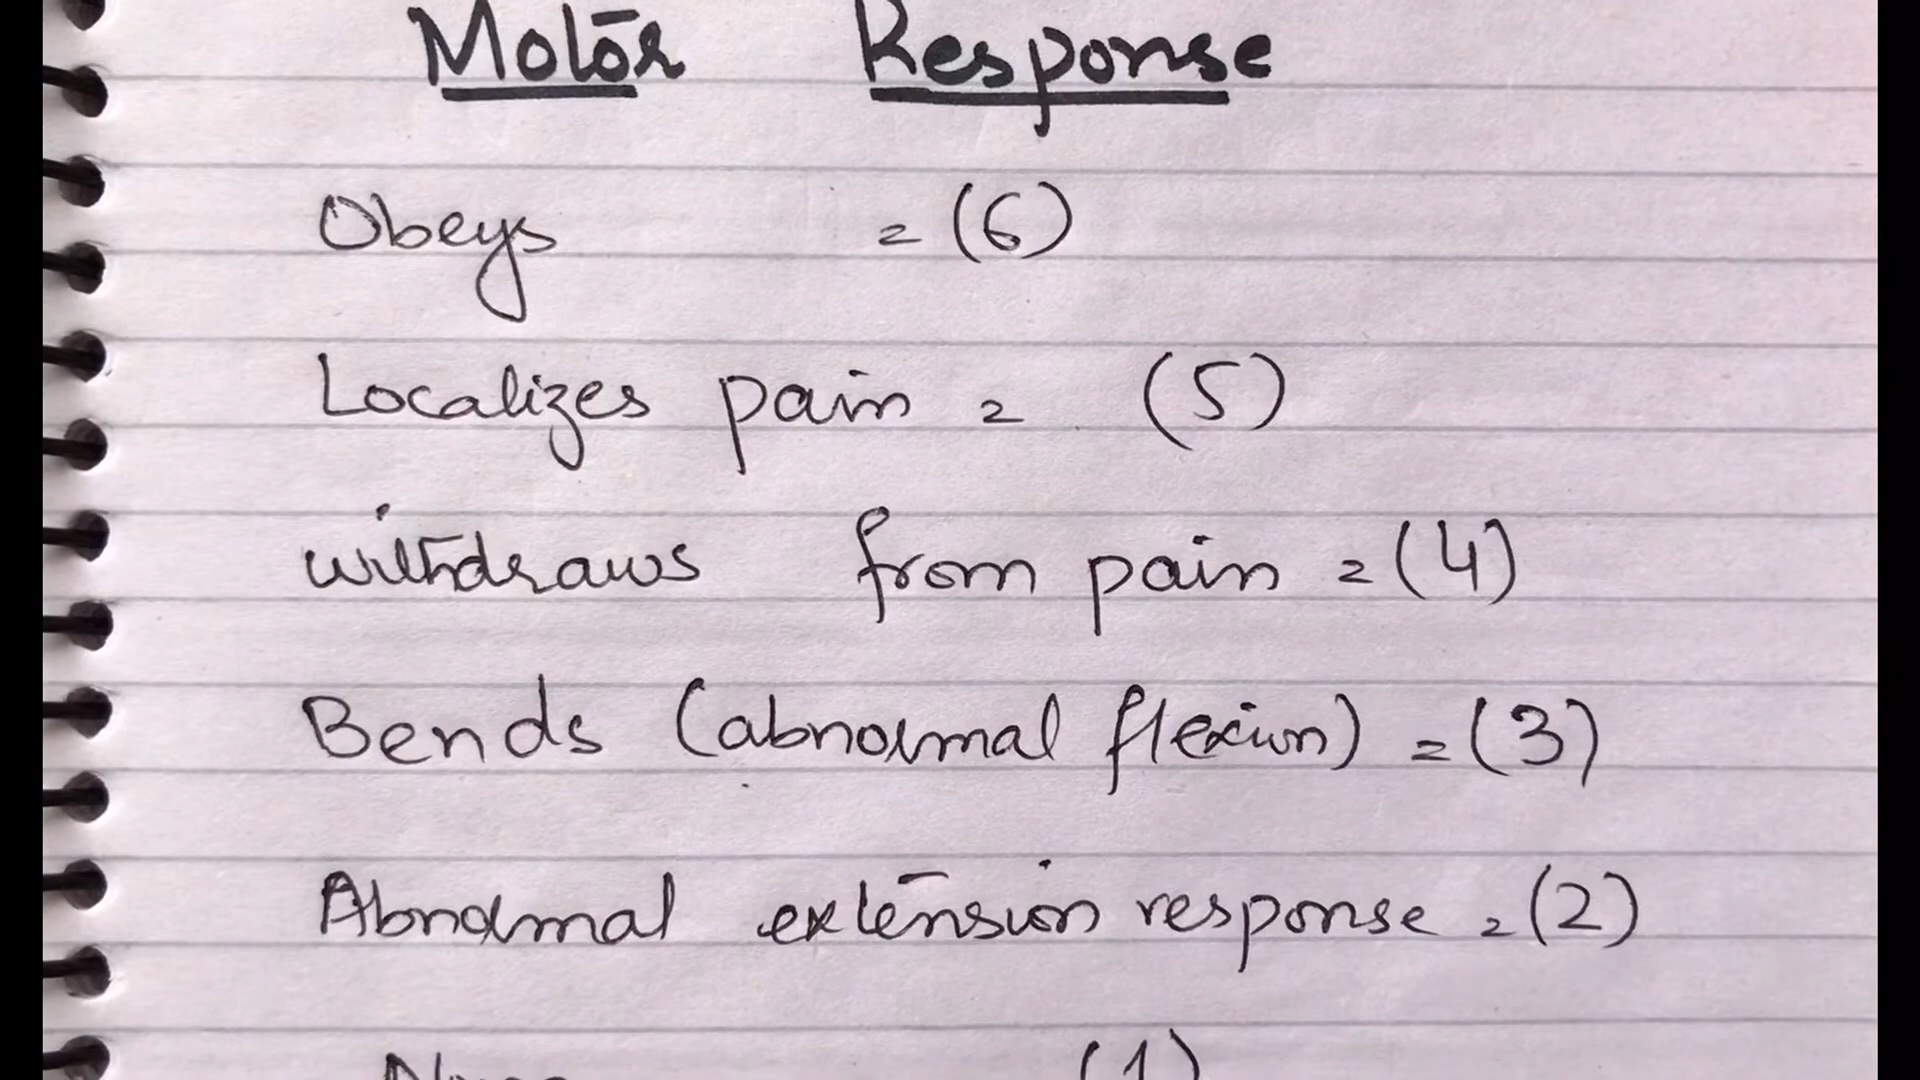 Motor Response
Obeys = (6)
Localizes pain = (5)
withdraws from pain = (4)
Bends (abnormal flexion) = (3)
Abnormal extension response = (2)
None (1)